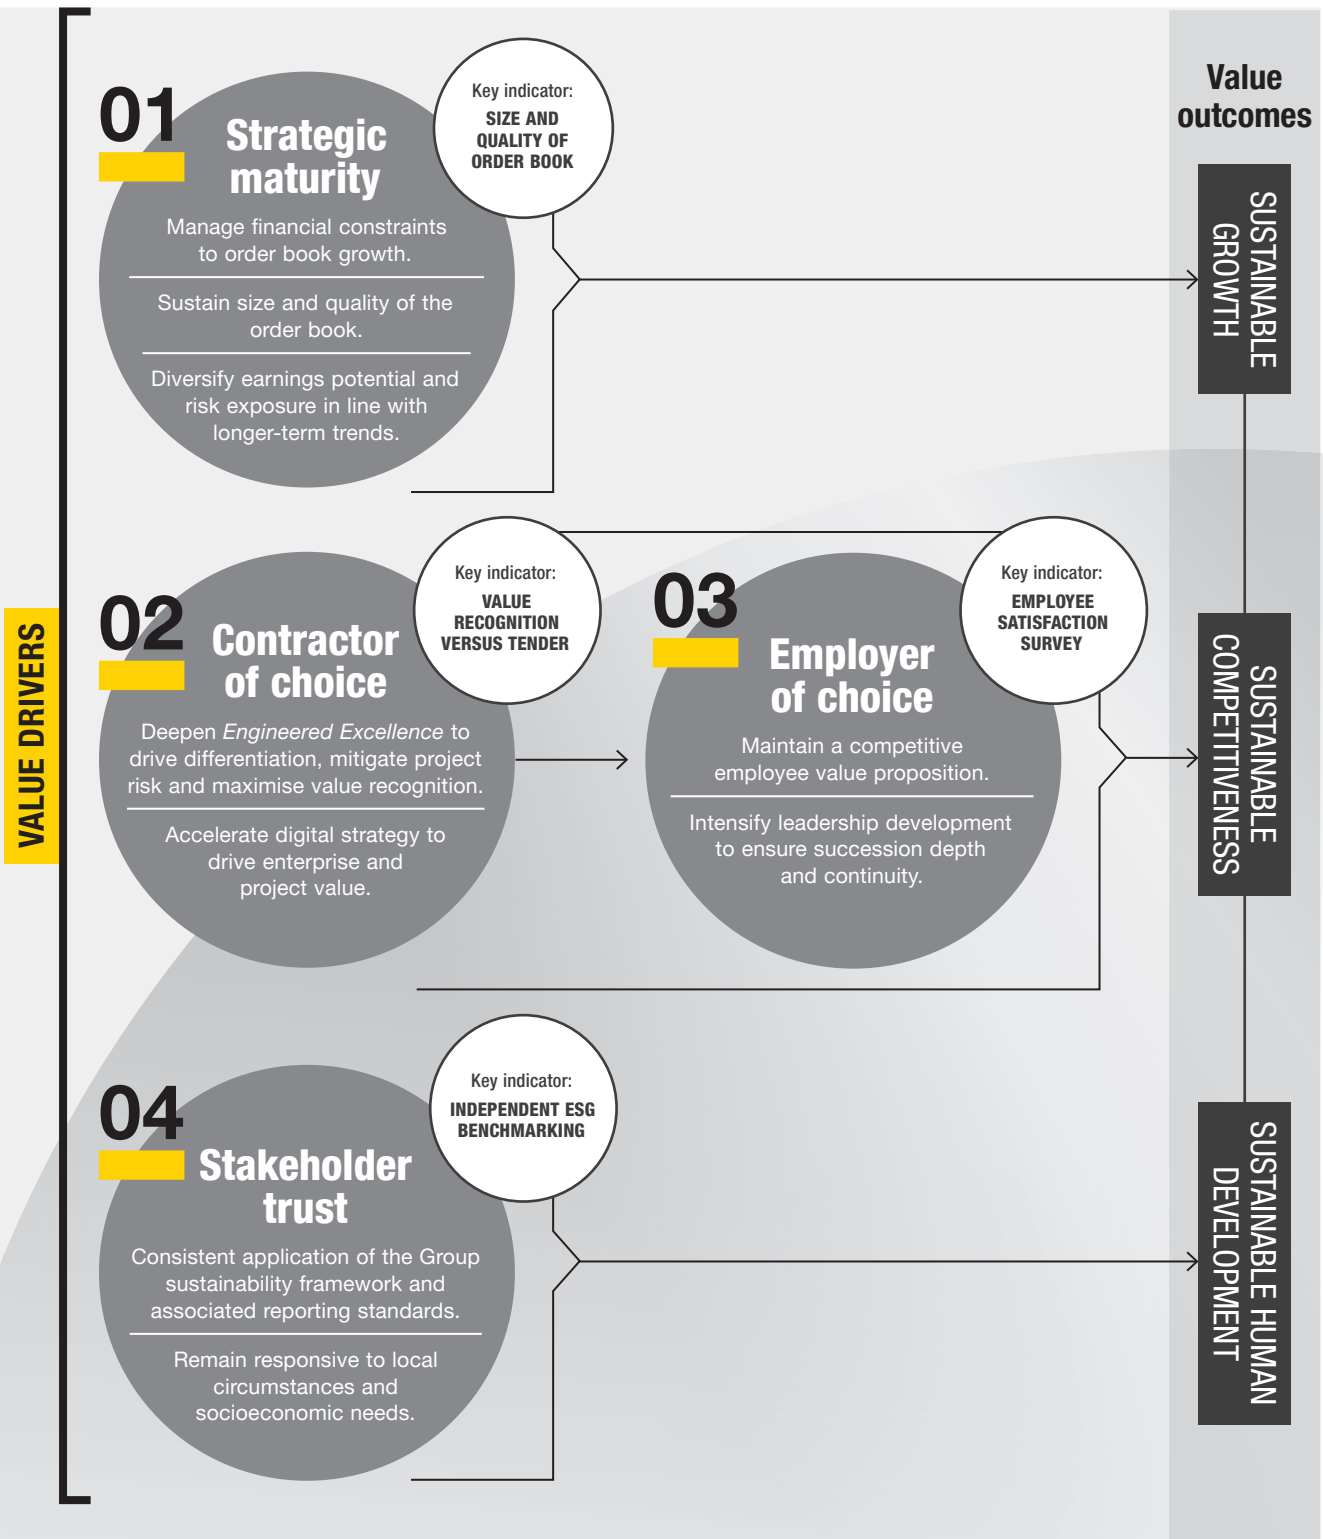 VALUE DRIVERS
01
Strategic
maturity
Manage financial constraints
to order book growth.
Sustain size and quality of the
order book.
Diversify earnings potential and
risk exposure in line with
longer-term trends.
Key indicator:
SIZE AND
QUALITY OF
ORDER BOOK
02
Contractor
of choice
Deepen Engineered Excellence to
drive differentiation, mitigate project
risk and maximise value recognition.
Accelerate digital strategy to
drive enterprise and
project value.
Key indicator:
VALUE
RECOGNITION
VERSUS TENDER
03
Employer
of choice
Maintain a competitive
employee value proposition.
Intensify leadership development
to ensure succession depth
and continuity.
Key indicator:
EMPLOYEE
SATISFACTION
SURVEY
04
Stakeholder
trust
Consistent application of the Group
sustainability framework and
associated reporting standards.
Remain responsive to local
circumstances and
socioeconomic needs.
Key indicator:
INDEPENDENT ESG
BENCHMARKING
Value
outcomes
SUSTAINABLE
GROWTH
SUSTAINABLE
COMPETITIVENESS
SUSTAINABLE HUMAN
DEVELOPMENT